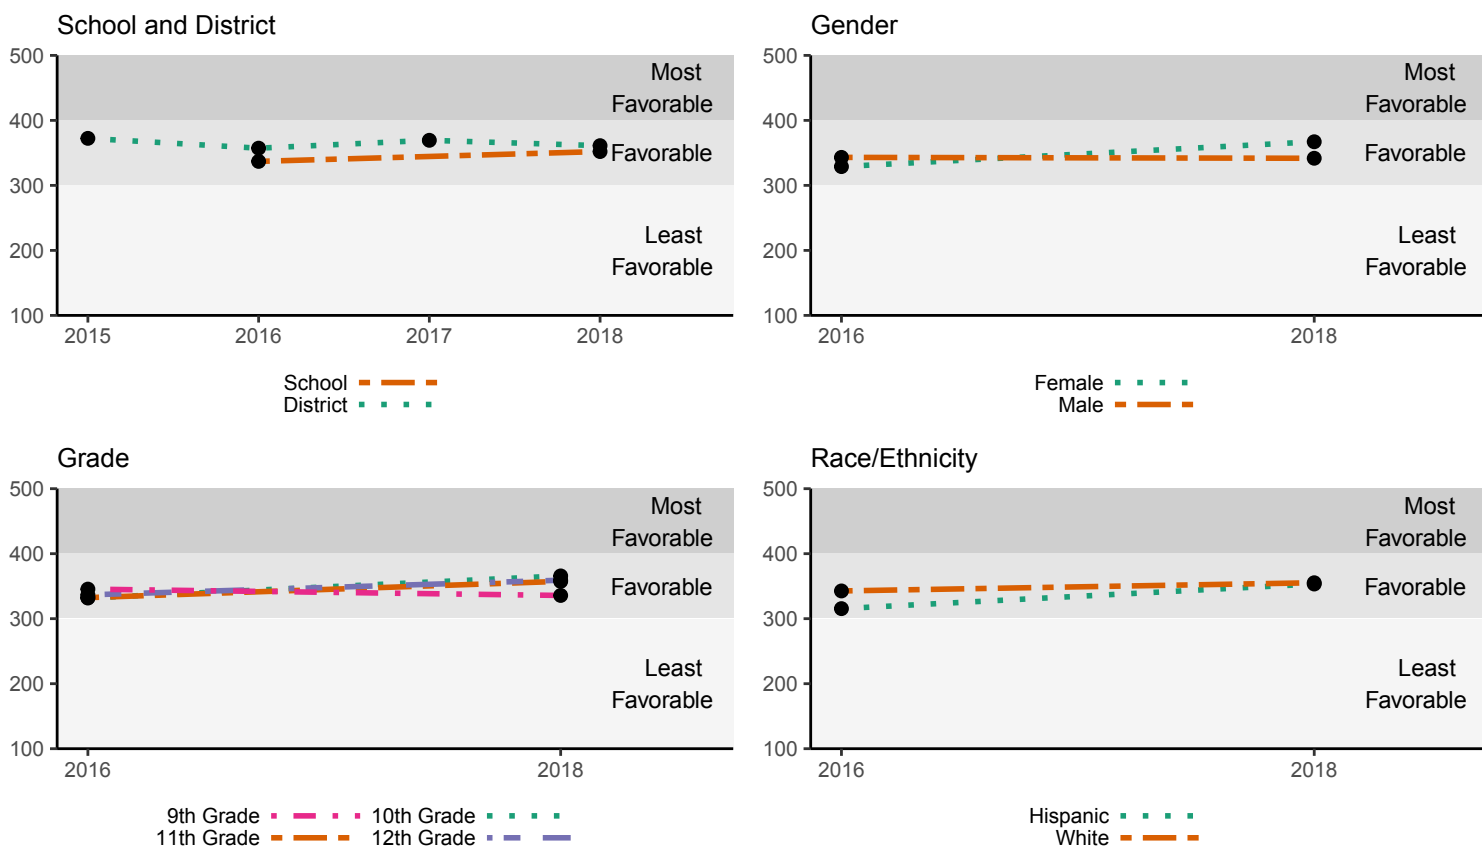 School and District
500
400
300
200
100
Most
Favorable
Favorable
Least
Favorable
2015 2016 2017 2018
School
District
Gender
500
400
300
200
100
Most
Favorable
Favorable
Least
Favorable
2016 2018
Female
Male
Grade
500
400
300
200
100
Most
Favorable
Favorable
Least
Favorable
2016 2018
9th Grade 10th Grade
11th Grade 12th Grade
Race/Ethnicity
500
400
300
200
100
Most
Favorable
Favorable
Least
Favorable
2016 2018
Hispanic
White